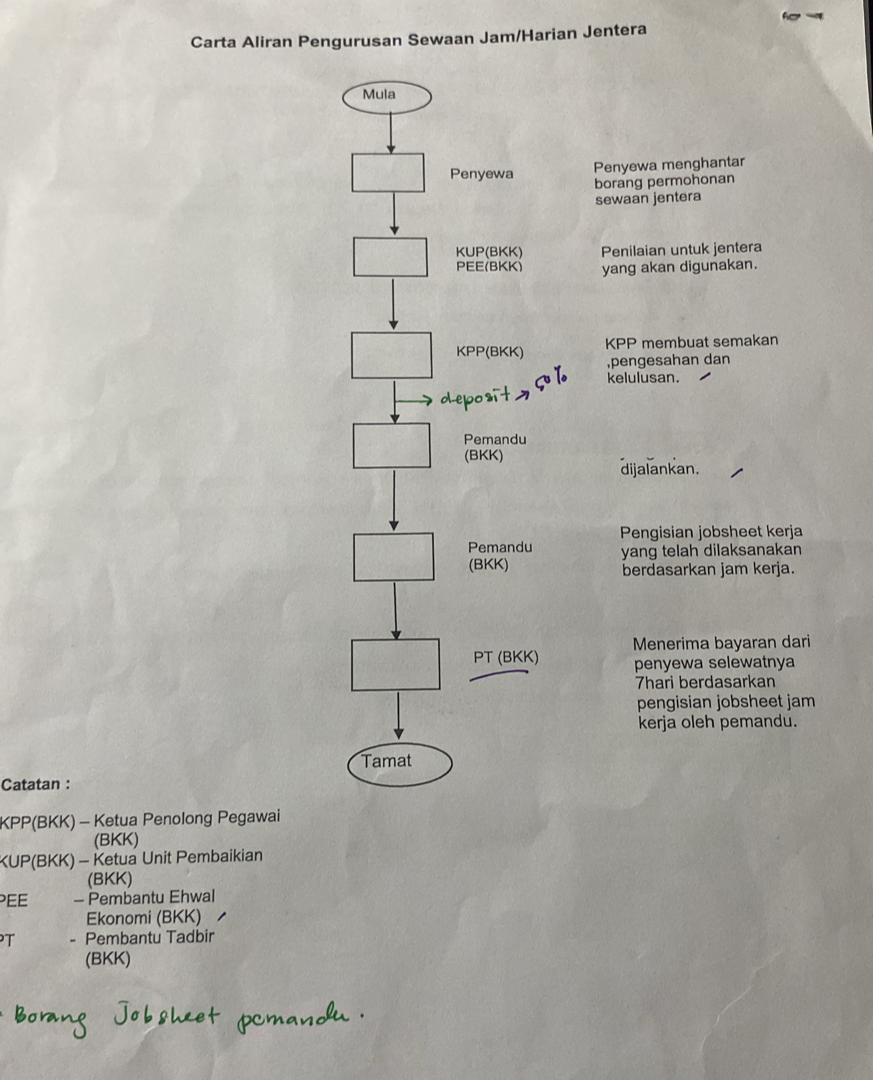 Carta Aliran Pengurusan Sewaan Jam/Harian Jentera
Mula
Penyewa
Penyewa menghantar
borang permohonan
sewaan jentera
KUP(BKK)
PEE(BKK)
Penilaian untuk jentera
yang akan digunakan.
KPP(BKK)
KPP membuat semakan
,pengesahan dan
kelulusan.
deposit → 50%
Pemandu
(BKK)
dijalankan.
Pemandu
(BKK)
Pengisian jobsheet kerja
yang telah dilaksanakan
berdasarkan jam kerja.
PT (BKK)
Menerima bayaran dari
penyewa selewatnya
7hari berdasarkan
pengisian jobsheet jam
kerja oleh pemandu.
Tamat
Catatan :
KPP(BKK) – Ketua Penolong Pegawai
(BKK)
KUP(BKK) – Ketua Unit Pembaikian
(BKK)
PEE – Pembantu Ehwal
Ekonomi (BKK)
PT - Pembantu Tadbir
(BKK)
Borang Jobsheet pemandu.